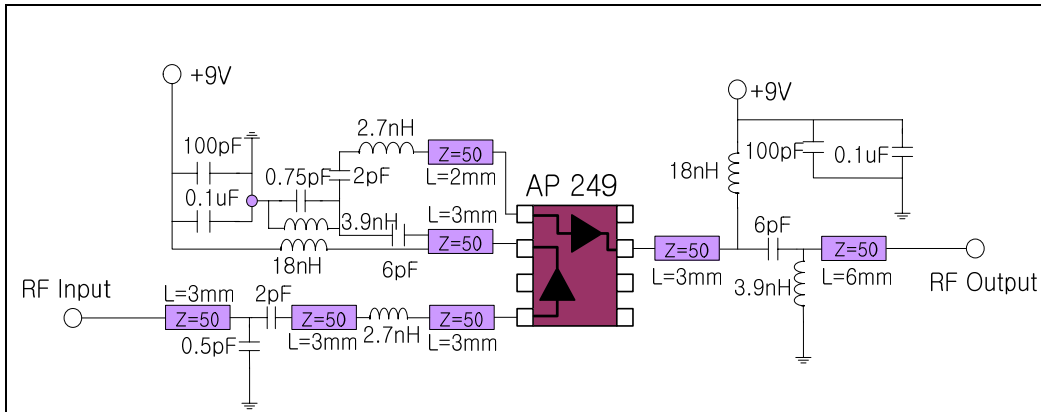 +9V
100pF
0.1uF
0.75pF
2pF
2.7nH
Z=50
L=2mm
3.9nH
18nH
6pF
L=3mm
Z=50
AP 249
RF Input
L=3mm
Z=50
0.5pF
2pF
Z=50
L=3mm
2.7nH
Z=50
L=3mm
+9V
18nH
100pF
0.1uF
Z=50
L=3mm
6pF
3.9nH
Z=50
L=6mm
RF Output